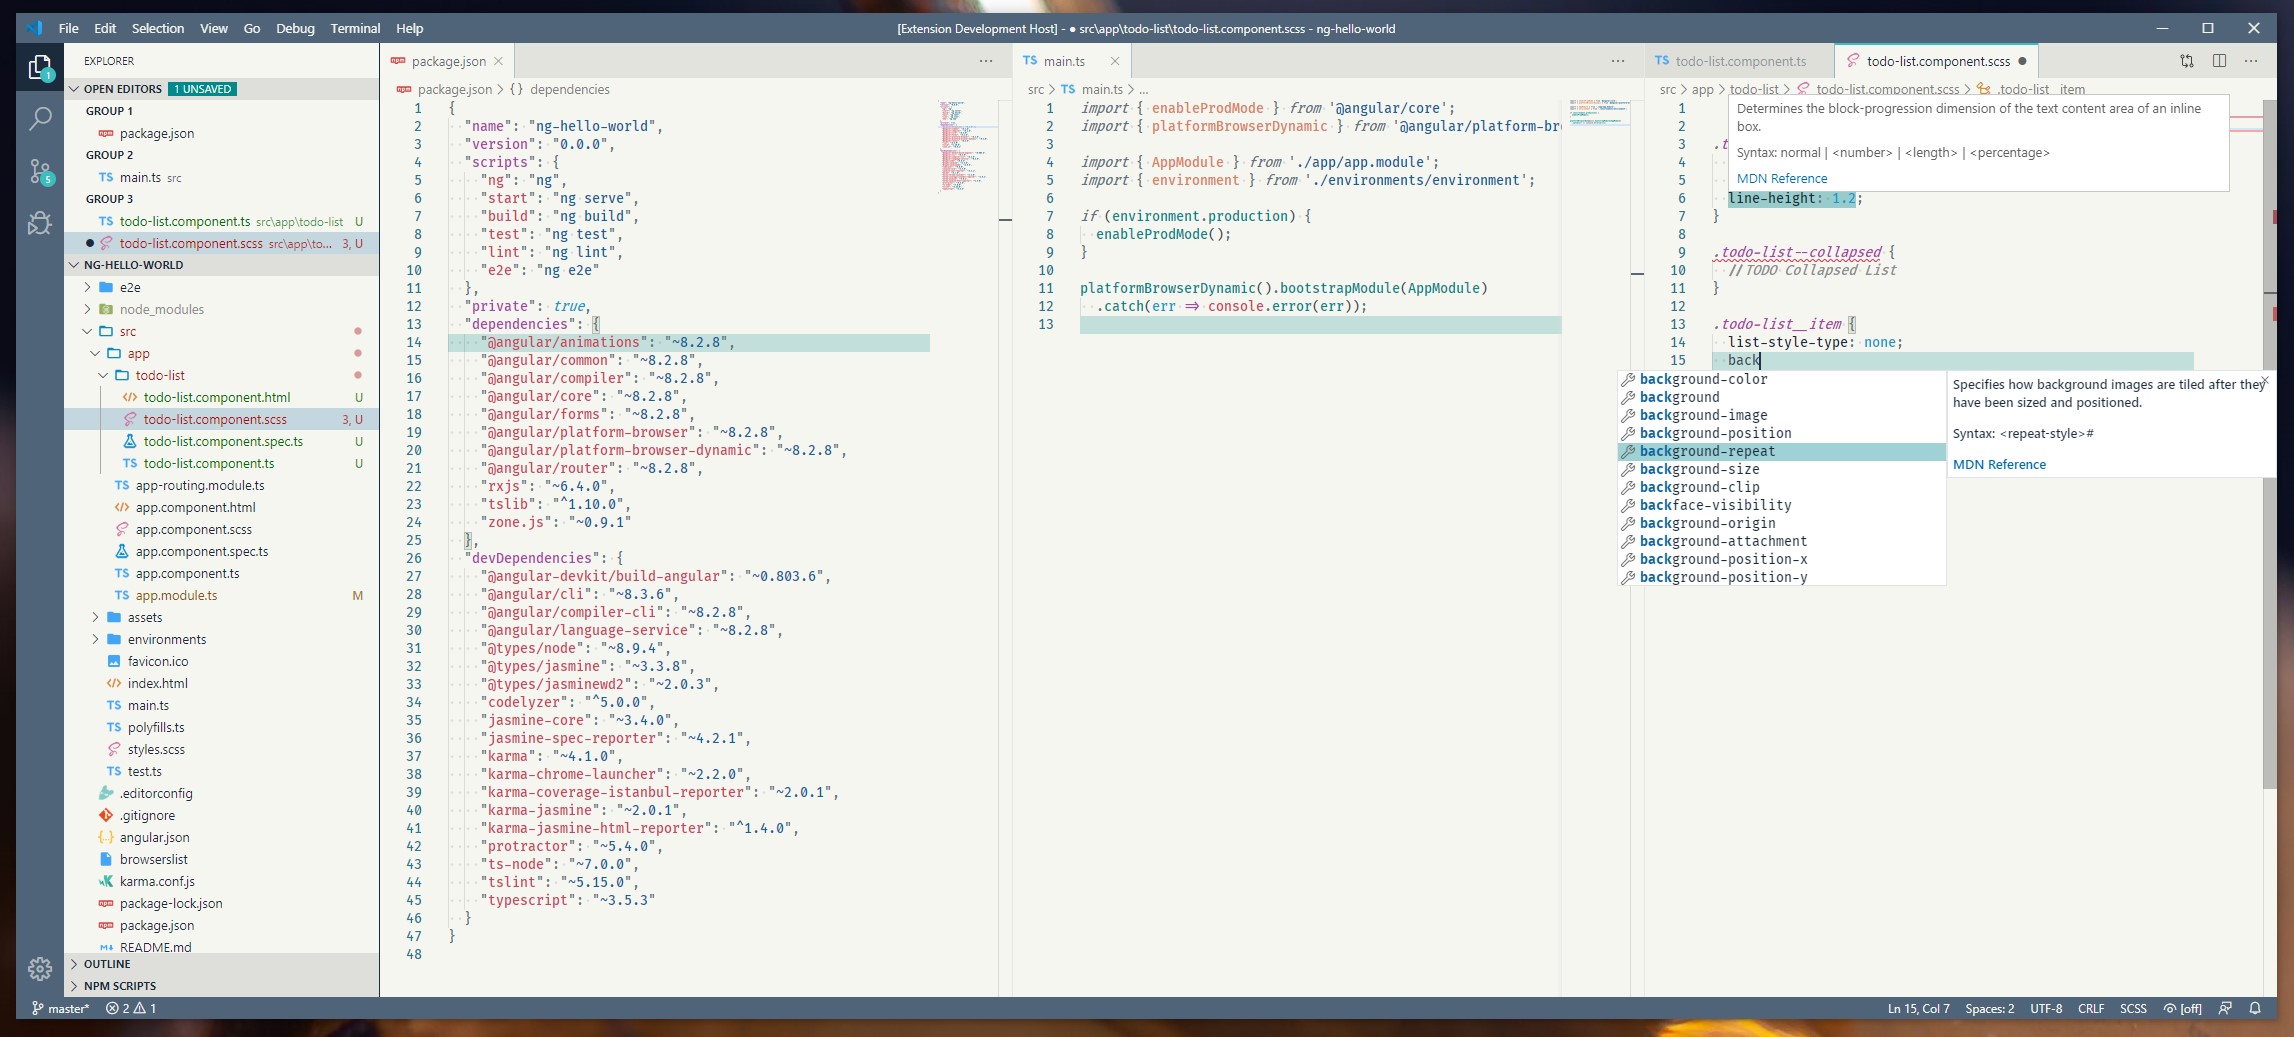 File Edit Selection View Go Debug Terminal Help
[Extension Development Host] - ● src\app\todo-list\todo-list.component.scss - ng-hello-world
EXPLORER
OPEN EDITORS 1 UNSAVED
GROUP 1
package.json
GROUP 2
TS main.ts src
GROUP 3
TS todo-list.component.ts src\app\todo-list U
● todo-list.component.scss src\app\to... 3, U
NG-HELLO-WORLD
e2e
node_modules
src
app
todo-list
todo-list.component.html U
todo-list.component.scss 3, U
todo-list.component.spec.ts U
TS todo-list.component.ts U
TS app-routing.module.ts
app.component.html
app.component.scss
app.component.spec.ts
TS app.component.ts
TS app.module.ts M
assets
environments
favicon.ico
index.html
TS main.ts
TS polyfills.ts
styles.scss
TS test.ts
.editorconfig
.gitignore
angular.json
browserslist
karma.conf.js
package-lock.json
package.json
README.md
OUTLINE
NPM SCRIPTS
1
5
package.json
package.json > {} dependencies
1 {
2 "name": "ng-hello-world",
3 "version": "0.0.0",
4 "scripts": {
5 "ng": "ng",
6 "start": "ng serve",
7 "build": "ng build",
8 "test": "ng test",
9 "lint": "ng lint",
10 "e2e": "ng e2e"
11 },
12 "private": true,
13 "dependencies": {
14 "@angular/animations": "~8.2.8",
15 "@angular/common": "~8.2.8",
16 "@angular/compiler": "~8.2.8",
17 "@angular/core": "~8.2.8",
18 "@angular/forms": "~8.2.8",
19 "@angular/platform-browser": "~8.2.8",
20 "@angular/platform-browser-dynamic": "~8.2.8",
21 "@angular/router": "~8.2.8",
22 "rxjs": "~6.4.0",
23 "tslib": "^1.10.0",
24 "zone.js": "~0.9.1"
25 },
26 "devDependencies": {
27 "@angular-devkit/build-angular": "~0.803.6",
28 "@angular/cli": "~8.3.6",
29 "@angular/compiler-cli": "~8.2.8",
30 "@angular/language-service": "~8.2.8",
31 "@types/node": "~8.9.4",
32 "@types/jasmine": "~3.3.8",
33 "@types/jasminewd2": "~2.0.3",
34 "codelyzer": "^5.0.0",
35 "jasmine-core": "~3.4.0",
36 "jasmine-spec-reporter": "~4.2.1",
37 "karma": "~4.1.0",
38 "karma-chrome-launcher": "~2.2.0",
39 "karma-coverage-istanbul-reporter": "~2.0.1",
40 "karma-jasmine": "~2.0.1",
41 "karma-jasmine-html-reporter": "^1.4.0",
42 "protractor": "~5.4.0",
43 "ts-node": "~7.0.0",
44 "tslint": "~5.15.0",
45 "typescript": "~3.5.3"
46 }
47 }
48
TS main.ts
src > TS main.ts > ...
1 import { enableProdMode } from '@angular/core';
2 import { platformBrowserDynamic } from '@angular/platform-br
3
4 import { AppModule } from './app/app.module';
5 import { environment } from './environments/environment';
6
7 if (environment.production) {
8 enableProdMode();
9 }
10
11 platformBrowserDynamic().bootstrapModule(AppModule)
12 .catch(err => console.error(err));
13
TS todo-list.component.ts todo-list.component.scss ●
src > app > todo-list > todo-list.component.scss > .todo-list__item
1
2
3 .t
4
5
6 line-height: 1.2;
7 }
8
9 .todo-list--collapsed {
10 //TODO Collapsed List
11 }
12
13 .todo-list__item {
14 list-style-type: none;
15 back
Determines the block-progression dimension of the text content area of an inline
box.
Syntax: normal | <number> | <length> | <percentage>
MDN Reference
background-color
background
background-image
background-position
background-repeat
background-size
background-clip
backface-visibility
background-origin
background-attachment
background-position-x
background-position-y
Specifies how background images are tiled after they
have been sized and positioned.
Syntax: <repeat-style>#
MDN Reference
master* 2 1
Ln 15, Col 7 Spaces: 2 UTF-8 CRLF SCSS [off]